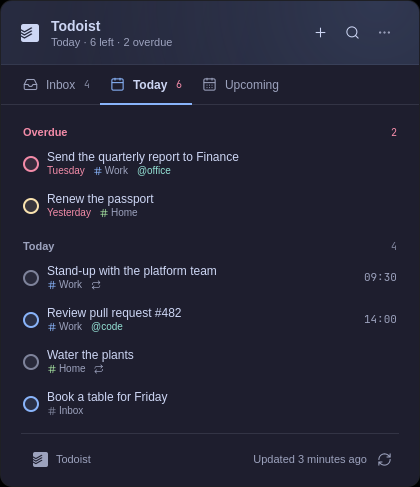 Todoist
Today · 6 left · 2 overdue
Inbox 4 Today 6 Upcoming
Overdue 2
Send the quarterly report to Finance
Tuesday # Work @office
Renew the passport
Yesterday # Home
Today 4
Stand-up with the platform team 09:30
# Work
Review pull request #482 14:00
# Work @code
Water the plants
# Home
Book a table for Friday
# Inbox
Todoist Updated 3 minutes ago